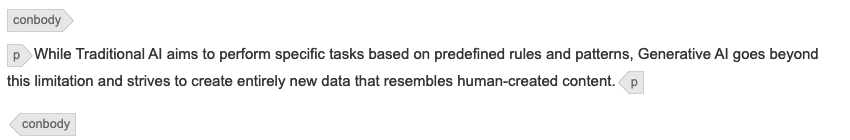 conbody
p While Traditional AI aims to perform specific tasks based on predefined rules and patterns, Generative AI goes beyond
this limitation and strives to create entirely new data that resembles human-created content. p
conbody